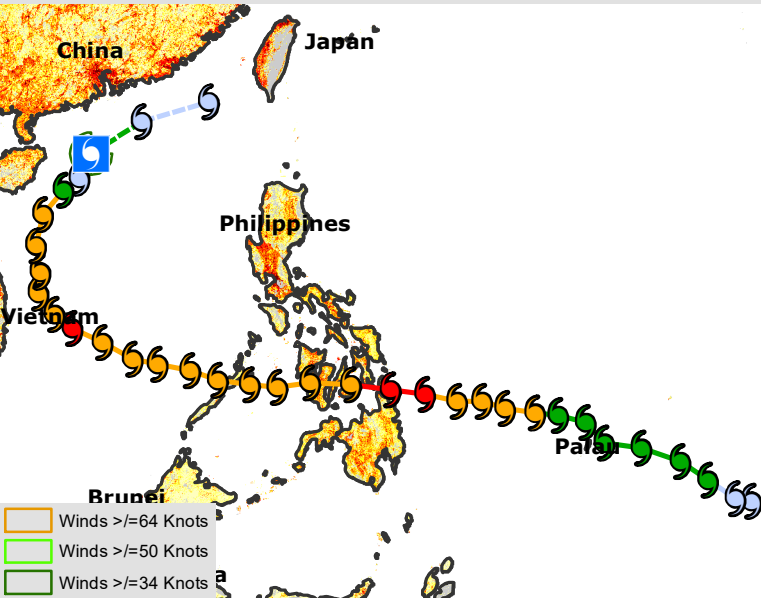 Japan
China
Philippines
Vietnam
Palau
Brunei
Winds >/=64 Knots
Winds >/=50 Knots
a
Winds >/=34 Knots